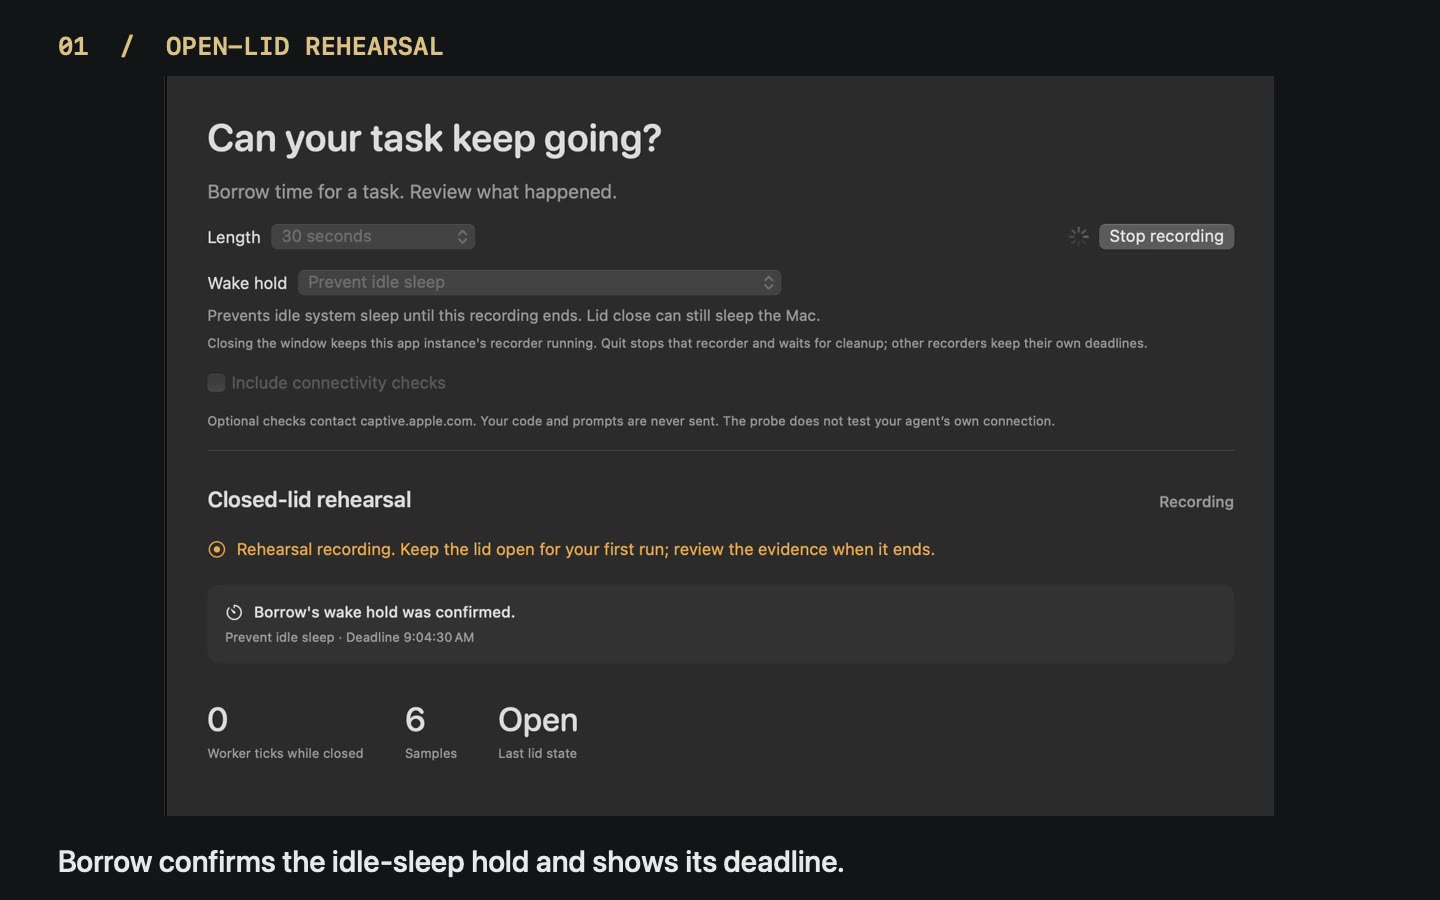 01 / OPEN–LID REHEARSAL
Can your task keep going?
Borrow time for a task. Review what happened.
Length 30 seconds Stop recording
Wake hold Prevent idle sleep
Prevents idle system sleep until this recording ends. Lid close can still sleep the Mac.
Closing the window keeps this app instance's recorder running. Quit stops that recorder and waits for cleanup; other recorders keep their own deadlines.
Include connectivity checks
Optional checks contact captive.apple.com. Your code and prompts are never sent. The probe does not test your agent’s own connection.
Closed-lid rehearsal Recording
Rehearsal recording. Keep the lid open for your first run; review the evidence when it ends.
Borrow's wake hold was confirmed.
Prevent idle sleep · Deadline 9:04:30 AM
0 6 Open
Worker ticks while closed Samples Last lid state
Borrow confirms the idle-sleep hold and shows its deadline.